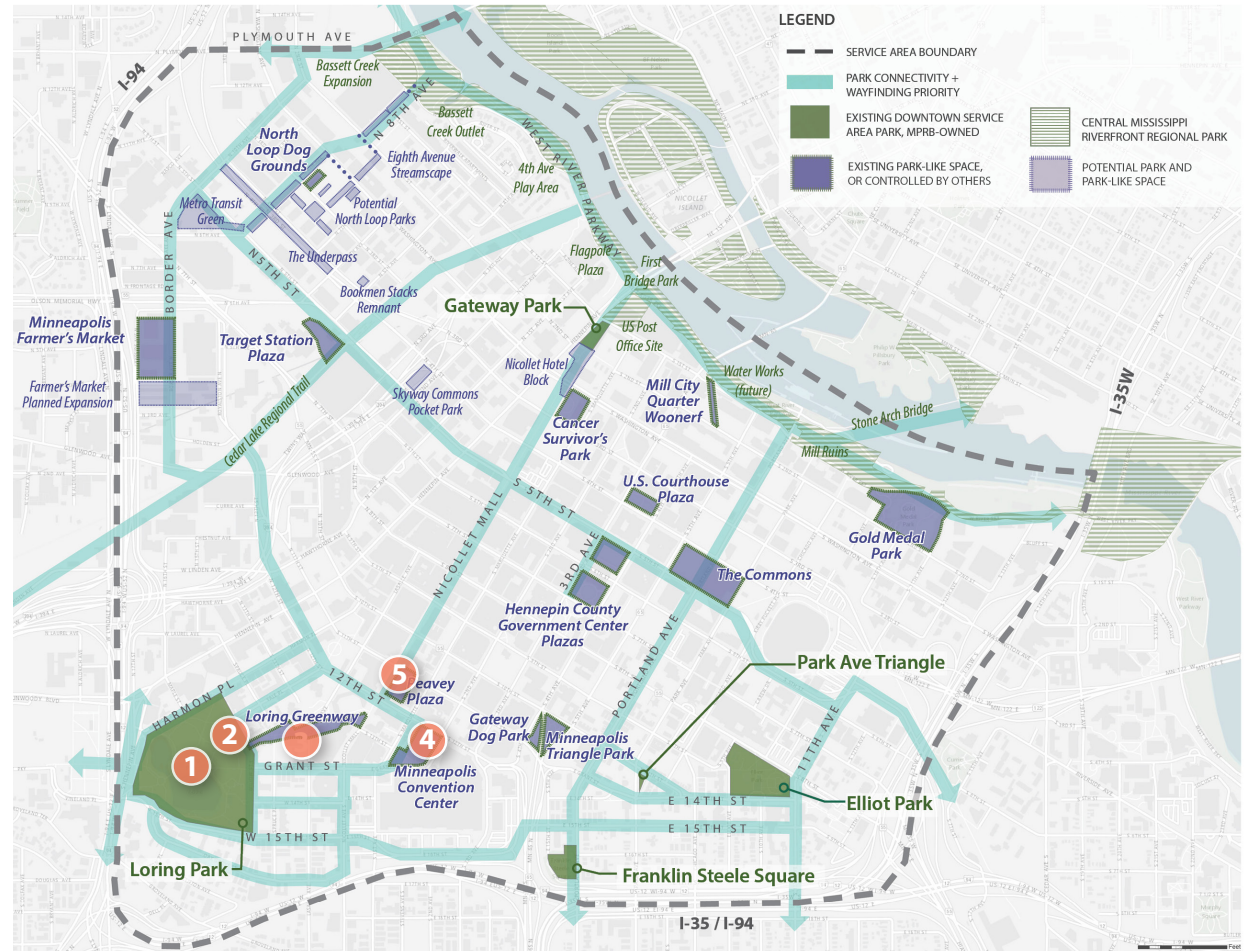 LEGEND
SERVICE AREA BOUNDARY
PARK CONNECTIVITY +
WAYFINDING PRIORITY
EXISTING DOWNTOWN SERVICE
AREA PARK, MPRB-OWNED
EXISTING PARK-LIKE SPACE,
OR CONTROLLED BY OTHERS
CENTRAL MISSISSIPPI
RIVERFRONT REGIONAL PARK
POTENTIAL PARK AND
PARK-LIKE SPACE
PLYMOUTH AVE
I-94
Bassett Creek
Expansion
N 8TH AVE
Bassett
Creek Outlet
WEST RIVER PARKWAY
North
Loop Dog
Grounds
Eighth Avenue
Streamscape
4th Ave
Play Area
NICOLLET
ISLAND
Metro Transit
Green
Potential
North Loop Parks
BORDER AVE
The Underpass
N 5TH ST
Flagpole
Plaza
First
Bridge Park
Bookmen Stacks
Remnant
OLSON MEMORIAL HWY
Gateway Park
Minneapolis
Farmer's Market
Target Station
Plaza
US Post
Office Site
Nicollet Hotel
Block
Farmer's Market
Planned Expansion
Skyway Commons
Pocket Park
Mill City
Quarter
Woonerf
Water Works
(future)
I-35W
Cedar Lake Regional Trail
Cancer
Survivor's
Park
Stone Arch Bridge
Mill Ruins
U.S. Courthouse
Plaza
S 5TH ST
NICOLLET MALL
Gold Medal
Park
3RD AVE
The Commons
Hennepin County
Government Center
Plazas
PORTLAND AVE
Park Ave Triangle
12TH ST
5
Peavey
Plaza
HARMON PL
Loring Greenway
2
4
1
Gateway
Dog Park
Minneapolis
Triangle Park
11TH AVE
GRANT ST
Minneapolis
Convention
Center
E 14TH ST
Elliot Park
W 15TH ST
E 15TH ST
Loring Park
Franklin Steele Square
I-35 / I-94
Feet